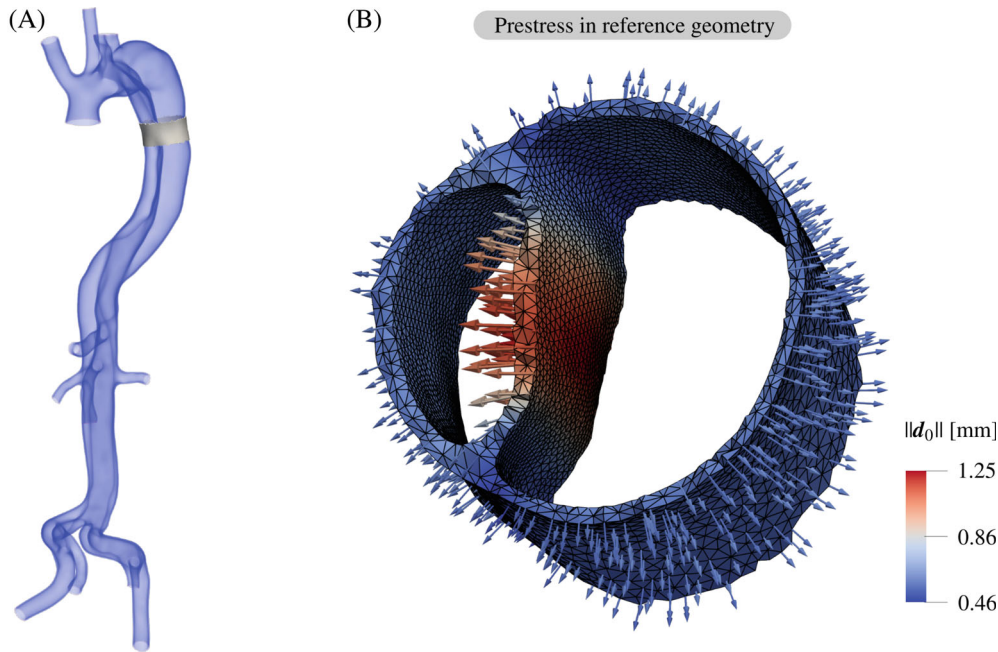 (A)
(B)
Prestress in reference geometry
||d₀|| [mm]
1.25
0.86
0.46